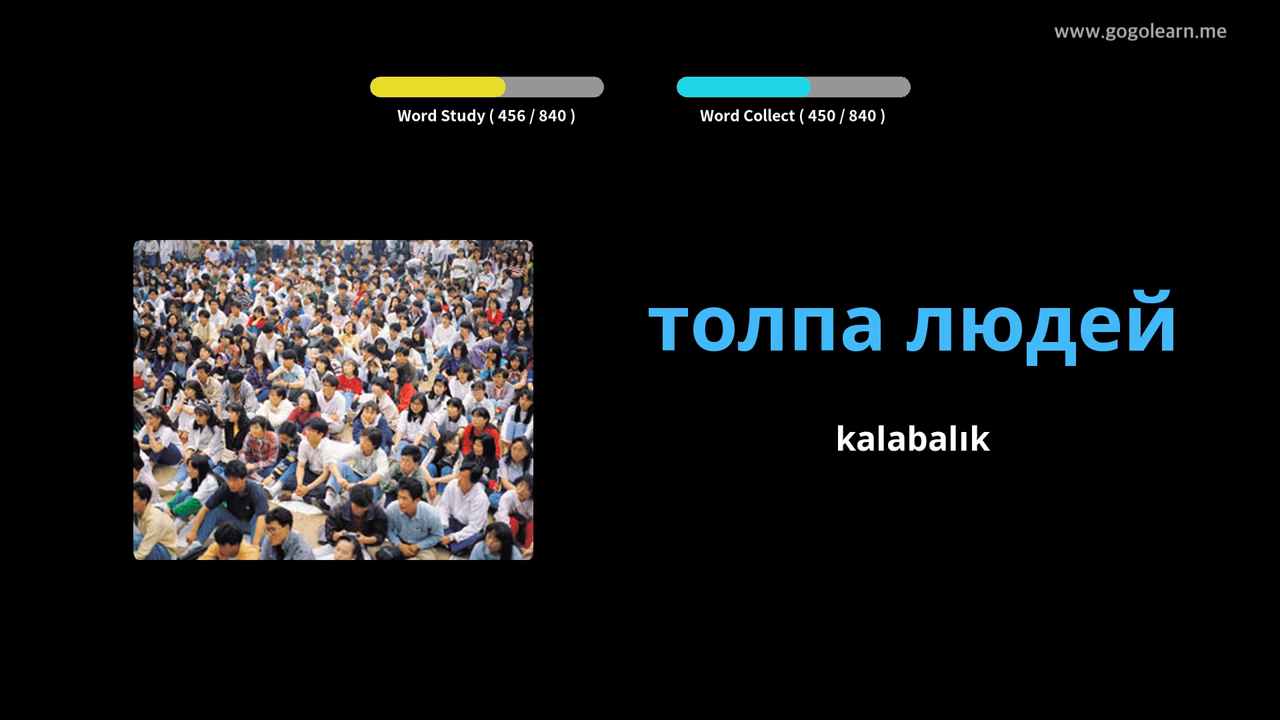 www.gogolearn.me
Word Study ( 456 / 840 )
Word Collect ( 450 / 840 )
толпа людей
kalabalık